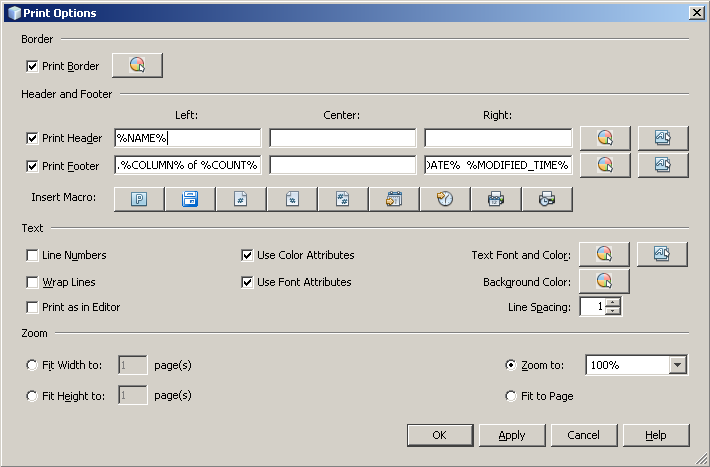 Print Options
Border
Print Border
Header and Footer
Left: Center: Right:
Print Header %NAME%
Print Footer .%COLUMN% of %COUNT% DATE% %MODIFIED_TIME%
Insert Macro: P # # #/#
Text
Line Numbers Use Color Attributes Text Font and Color:
Wrap Lines Use Font Attributes Background Color:
Print as in Editor Line Spacing: 1
Zoom
Fit Width to: 1 page(s) Zoom to: 100%
Fit Height to: 1 page(s) Fit to Page
OK Apply Cancel Help